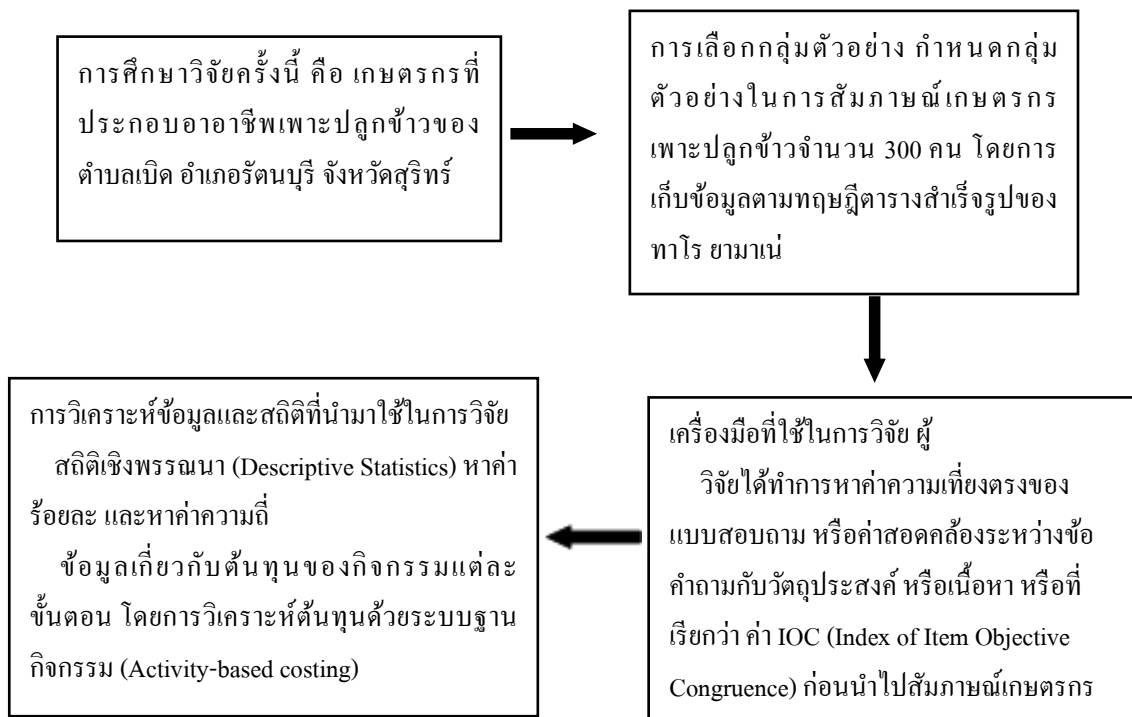 การศึกษาวิจัยครั้งนี้ คือ เกษตรกรที่
ประกอบอาอาชีพเพาะปลูกข้าวของ
ตำบลเบิด อำเภอรัตนบุรี จังหวัดสุริทร์
การเลือกกลุ่มตัวอย่าง กำหนดกลุ่ม
ตัวอย่างในการสัมภาษณ์เกษตรกร
เพาะปลูกข้าวจำนวน 300 คน โดยการ
เก็บข้อมูลตามทฤษฎีตารางสำเร็จรูปของ
ทาโร ยามาเน่
เครื่องมือที่ใช้ในการวิจัย ผู้
วิจัยได้ทำการหาค่าความเที่ยงตรงของ
แบบสอบถาม หรือค่าสอดคล้องระหว่างข้อ
คำถามกับวัตถุประสงค์ หรือเนื้อหา หรือที่
เรียกว่า ค่า IOC (Index of Item Objective
Congruence) ก่อนนำไปสัมภาษณ์เกษตรกร
การวิเคราะห์ข้อมูลและสถิติที่นำมาใช้ในการวิจัย
สถิติเชิงพรรณนา (Descriptive Statistics) หาค่า
ร้อยละ และหาค่าความถี่
ข้อมูลเกี่ยวกับต้นทุนของกิจกรรมแต่ละ
ขั้นตอน โดยการวิเคราะห์ต้นทุนด้วยระบบฐาน
กิจกรรม (Activity-based costing)